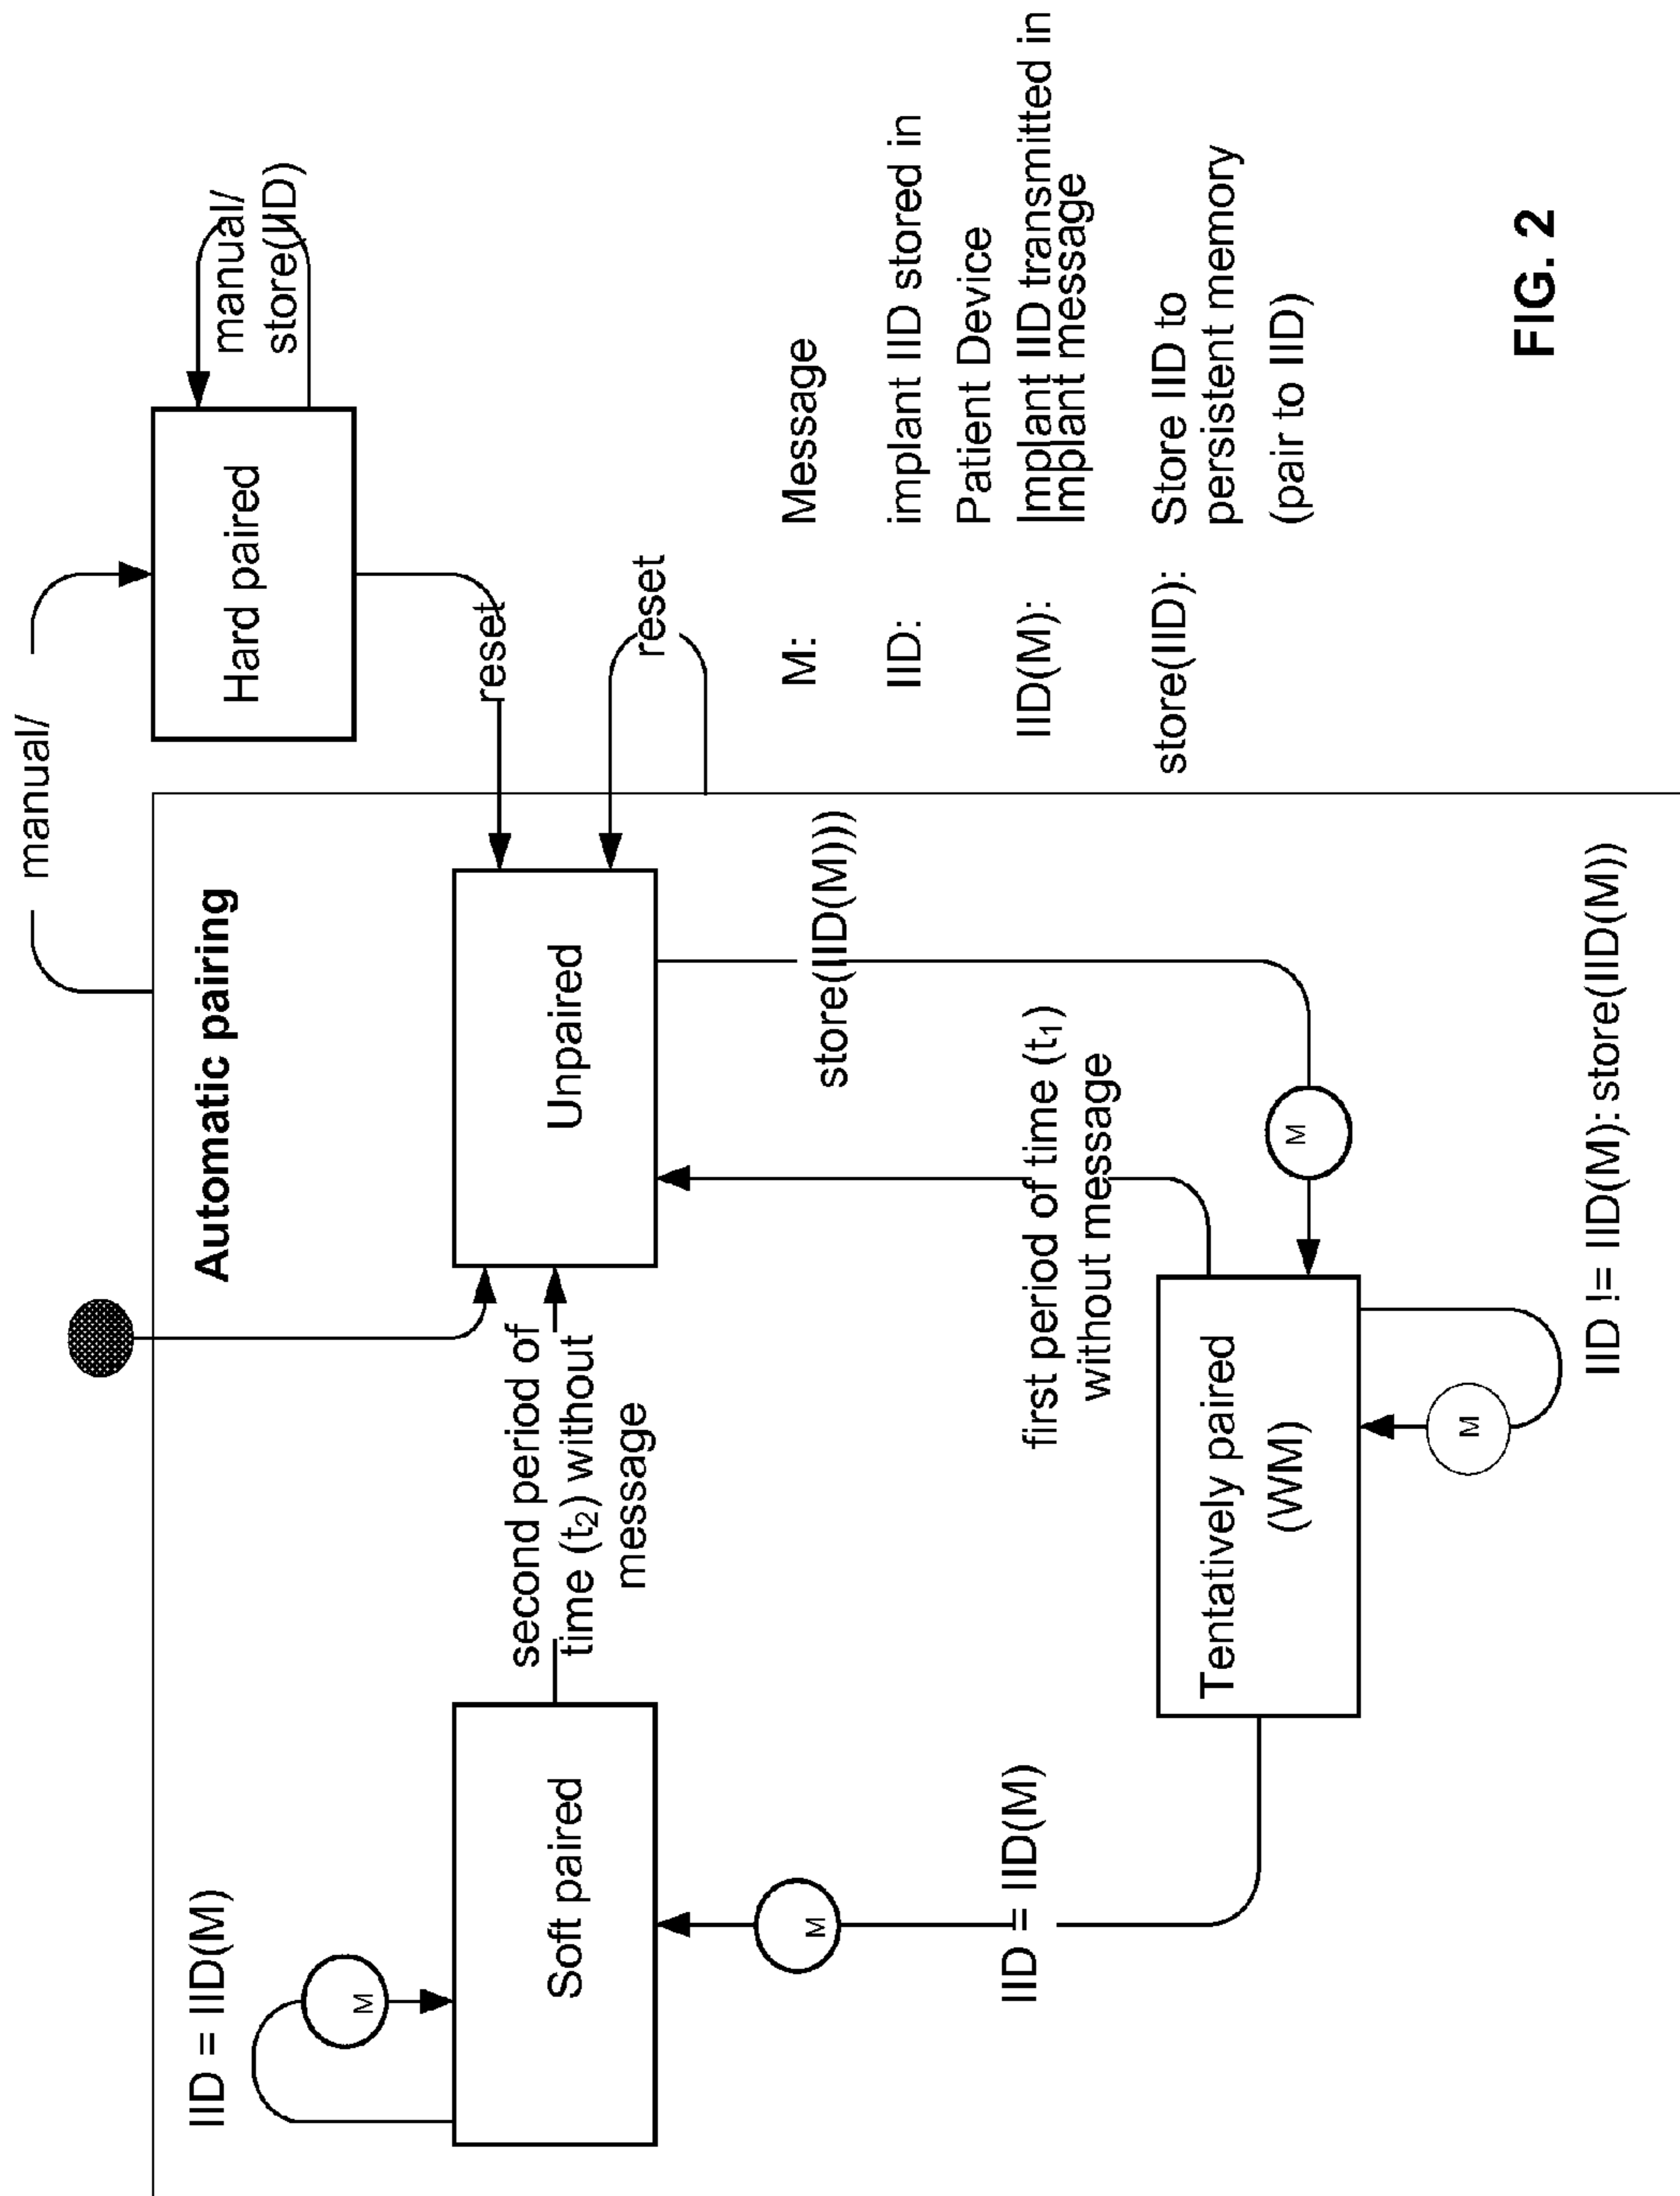 manual/
Automatic pairing
Hard paired
manual/
store(IID)
IID = IID(M)
M
Soft paired
second period of
time (t₂) without
message
Unpaired
reset
reset
M
IID = IID(M)
first period of time (t₁)
without message
store(IID(M)))
M
Tentatively paired
(WM)
M
IID != IID(M): store(IID(M))
M: Message
IID: implant IID stored in
Patient Device
IID(M): Implant IID transmitted in
Implant message
store(IID): Store IID to
persistent memory
(pair to IID)
FIG. 2